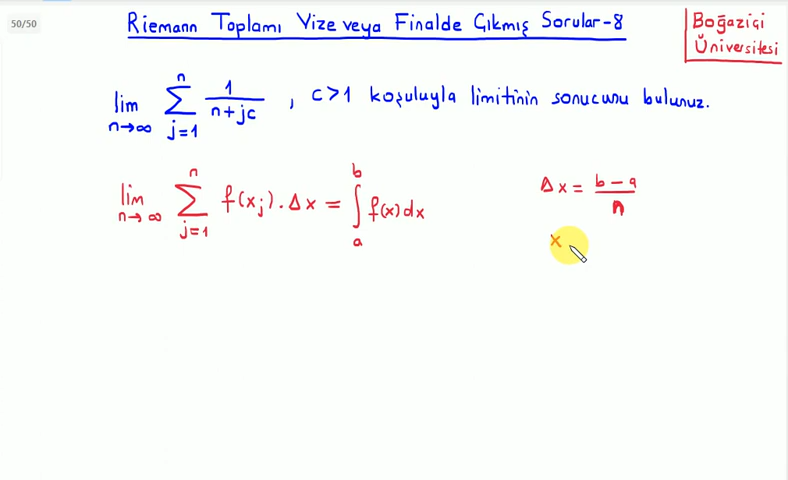 50/50
Riemann Toplamı Vize veya Finalde Çıkmış Sorular-8
Boğaziçi
Üniversitesi
lim n→∞ n Σ j=1 1/(n+jc) , c>1 koşuluyla limitinin sonucunu bulunuz.
lim n→∞ n Σ j=1 f(xj).Δx = b ∫ a f(x)dx
Δx = b-a/n
x